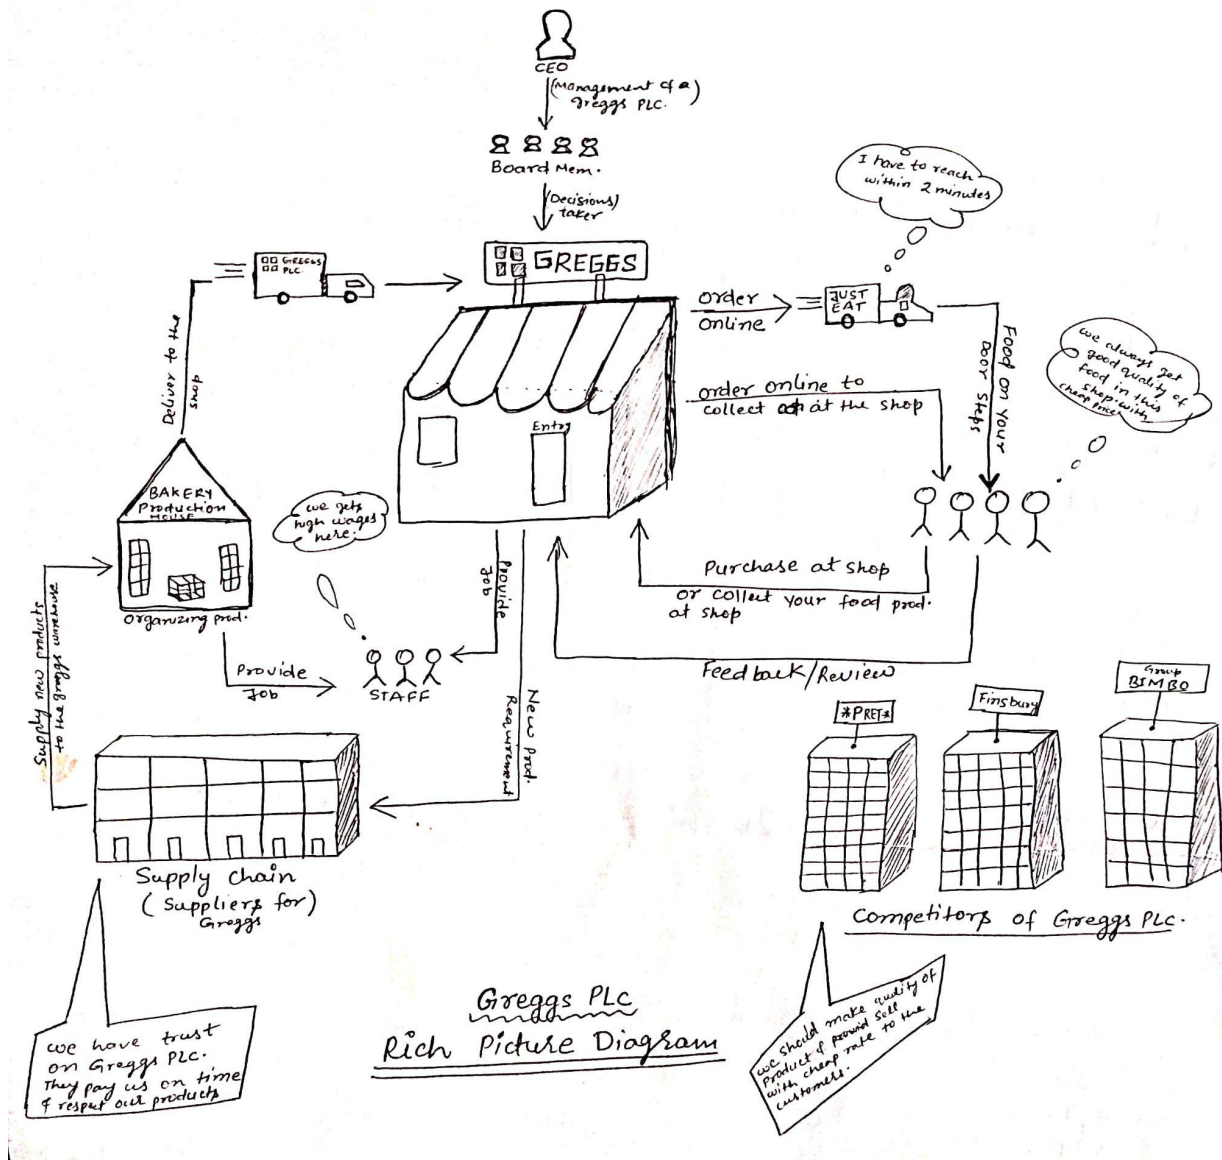 CEO
(Management of a)
Greggs PLC.
Board Mem.
(Decisions)
taker
I have to reach
within 2 minutes
GREGGS
PLC
GREGGS
order
online
JUST
EAT
Food on your
Door steps
we always get
good quality of
food in this
shop with
cheap price
Deliver to the
shop
order online to
collect at the shop
Entry
BAKERY
Production
HOUSE
we gets
high wages
here.
Purchase at shop
or collect your food prod.
at shop
Provide
Job
organizing prod.
Provide
Job
STAFF
Feedback/Review
Supply new products
to the greggs warehouse
New Prod.
Requirement
*PRET*
Finsbury
Group
BIMBO
Supply chain
(Suppliers for)
Greggs
Competitors of Greggs PLC.
we have trust
on Greggs PLC.
They pay us on time
& respect our products
we should make quality of
Product & sell
with cheap rate to the
customers.
Greggs PLC
Rich Picture Diagram